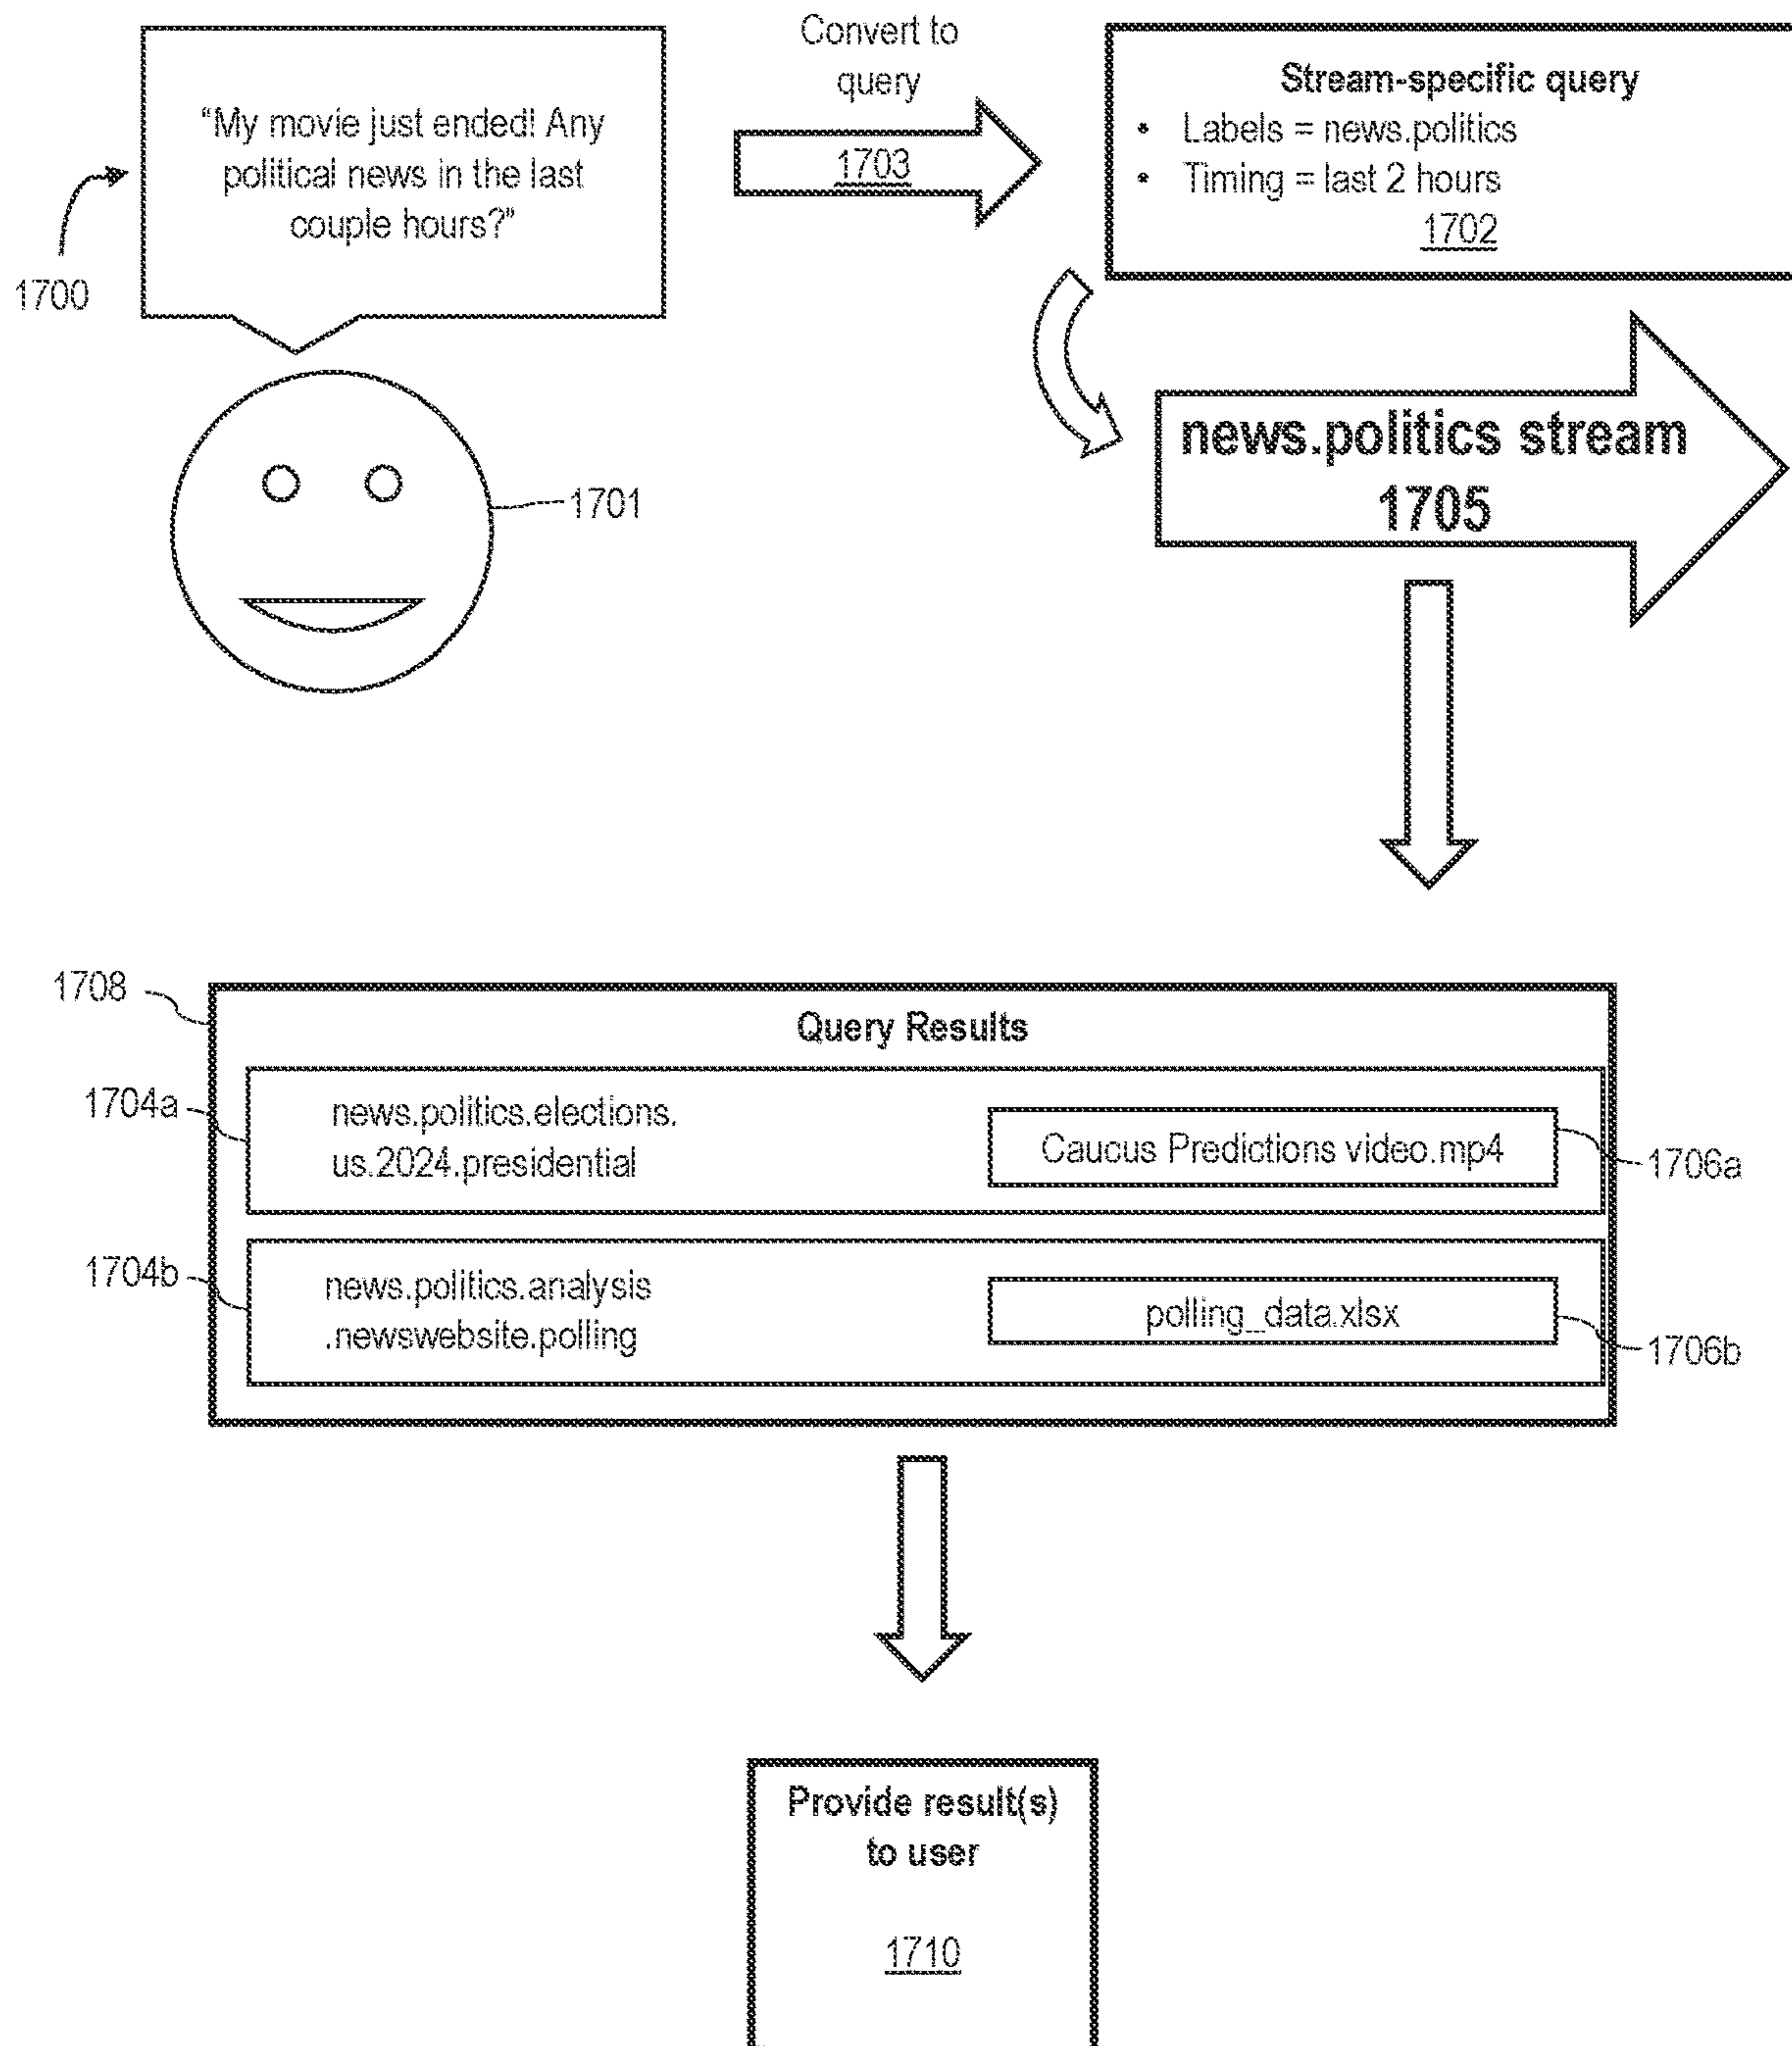 “My movie just ended! Any
political news in the last
couple hours?”
1700
1701
Convert to
query
1703
Stream-specific query
• Labels = news.politics
• Timing = last 2 hours
1702
news.politics stream
1705
1708
Query Results
1704a
news.politics.elections.
us.2024.presidential
Caucus Predictions video.mp4
1706a
1704b
news.politics.analysis
.newswebsite.polling
polling_data.xlsx
1706b
Provide result(s)
to user
1710